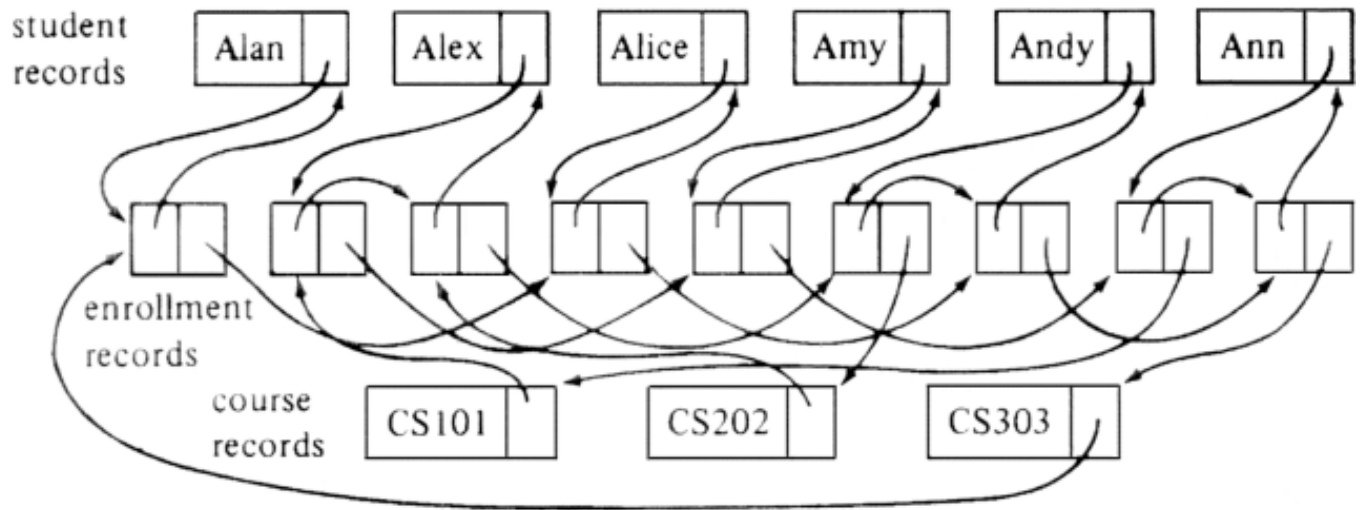 student
records
Alan
Alex
Alice
Amy
Andy
Ann
enrollment
records
course
records
CS101
CS202
CS303